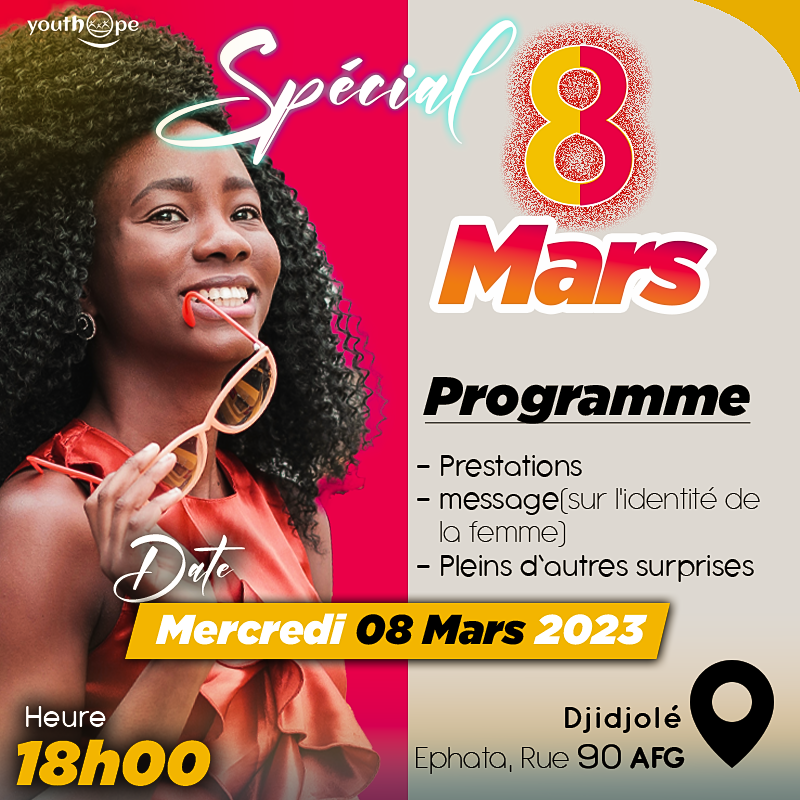 youthope
Spécial
8
Mars
Programme
- Prestations
- message(sur l'identité de
la femme)
- Pleins d`autres surprises
Date
Mercredi 08 Mars 2023
Heure
18h00
Djidjolé
Ephata, Rue 90 AFG